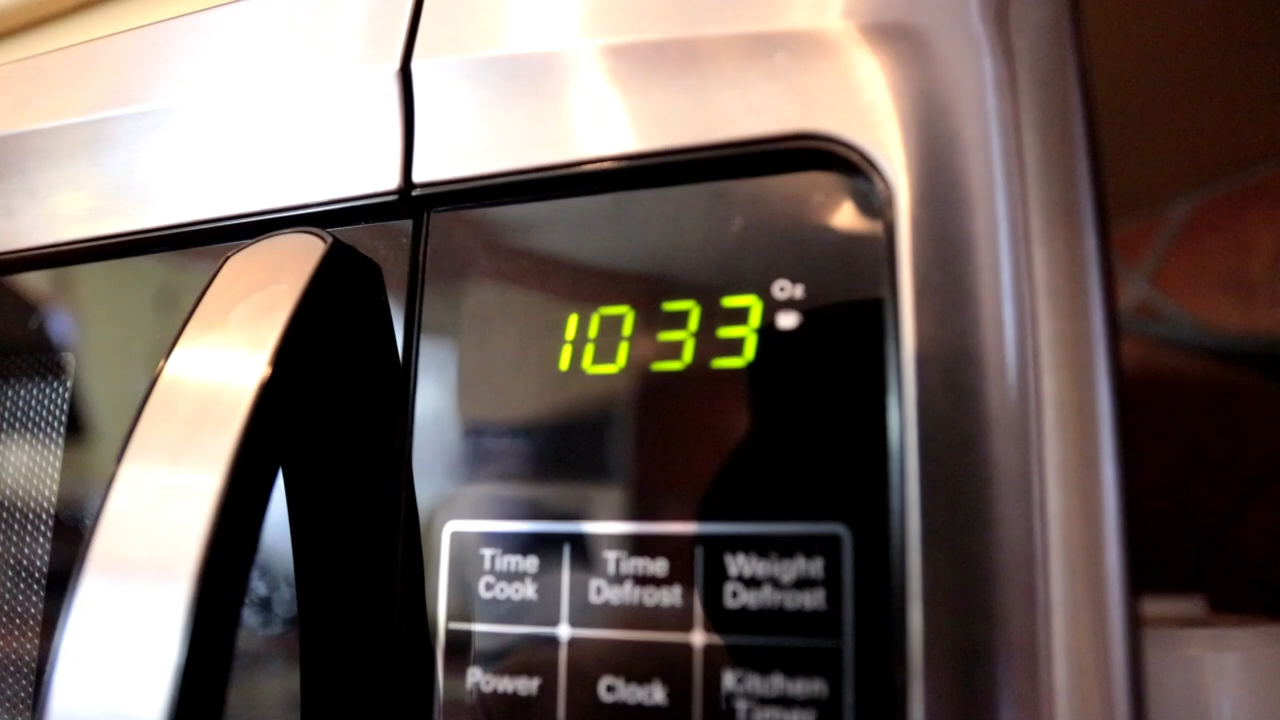 1033
Oz
Time Cook
Time Defrost
Weight Defrost
Power
Clock
Kitchen Timer